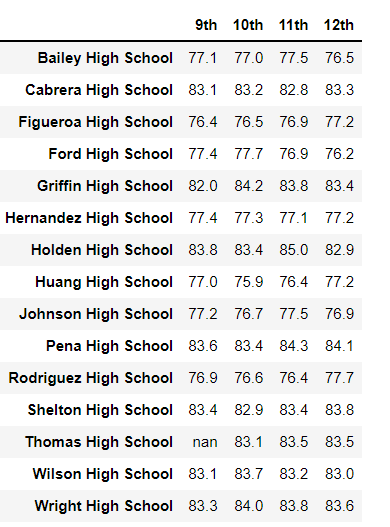 9th 10th 11th 12th
Bailey High School 77.1 77.0 77.5 76.5
Cabrera High School 83.1 83.2 82.8 83.3
Figueroa High School 76.4 76.5 76.9 77.2
Ford High School 77.4 77.7 76.9 76.2
Griffin High School 82.0 84.2 83.8 83.4
Hernandez High School 77.4 77.3 77.1 77.2
Holden High School 83.8 83.4 85.0 82.9
Huang High School 77.0 75.9 76.4 77.2
Johnson High School 77.2 76.7 77.5 76.9
Pena High School 83.6 83.4 84.3 84.1
Rodriguez High School 76.9 76.6 76.4 77.7
Shelton High School 83.4 82.9 83.4 83.8
Thomas High School nan 83.1 83.5 83.5
Wilson High School 83.1 83.7 83.2 83.0
Wright High School 83.3 84.0 83.8 83.6